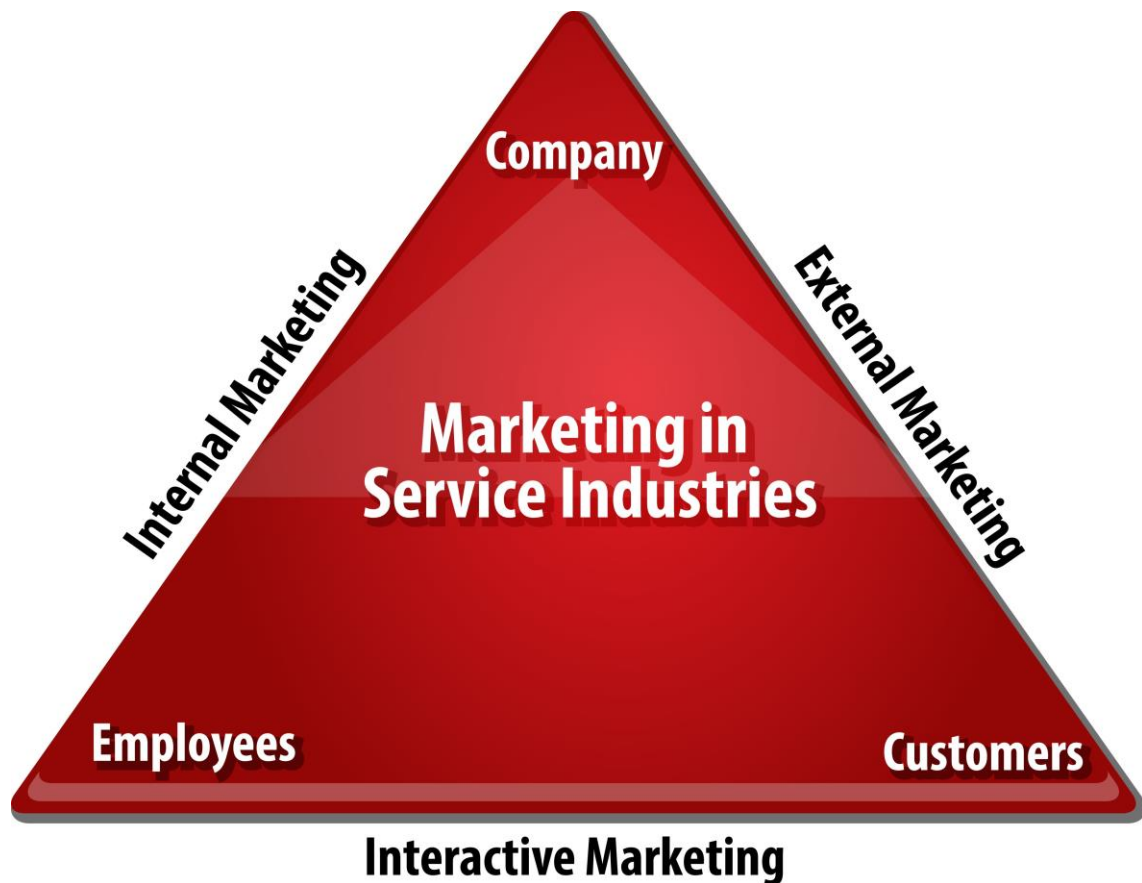 Company
Internal Marketing
External Marketing
Marketing in
Service Industries
Employees
Customers
Interactive Marketing